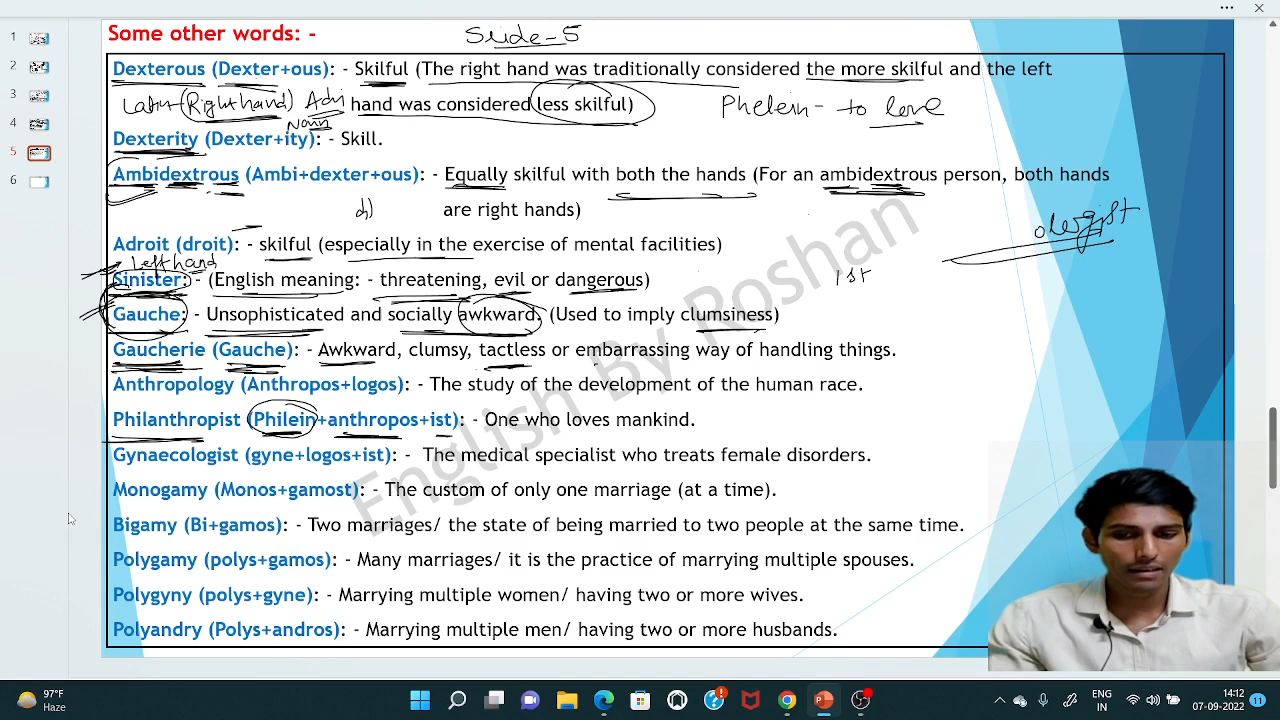 1
2
3
4
5
6
Some other words: -
Slide-5
Dexterous (Dexter+ous): - Skilful (The right hand was traditionally considered the more skilful and the left
hand was considered less skilful)
Latin-(Right hand) Adj
Noun
Phelein- to love
Dexterity (Dexter+ity): - Skill.
Ambidextrous (Ambi+dexter+ous): - Equally skilful with both the hands (For an ambidextrous person, both hands
are right hands)
ologist
Adroit (droit): - skilful (especially in the exercise of mental facilities)
Left hand
Sinister: - (English meaning: - threatening, evil or dangerous)
ist
Gauche: - Unsophisticated and socially awkward. (Used to imply clumsiness)
Gaucherie (Gauche): - Awkward, clumsy, tactless or embarrassing way of handling things.
Anthropology (Anthropos+logos): - The study of the development of the human race.
Philanthropist (Philein+anthropos+ist): - One who loves mankind.
Gynaecologist (gyne+logos+ist): - The medical specialist who treats female disorders.
Monogamy (Monos+gamost): - The custom of only one marriage (at a time).
Bigamy (Bi+gamos): - Two marriages/ the state of being married to two people at the same time.
Polygamy (polys+gamos): - Many marriages/ it is the practice of marrying multiple spouses.
Polygyny (polys+gyne): - Marrying multiple women/ having two or more wives.
Polyandry (Polys+andros): - Marrying multiple men/ having two or more husbands.
English By Roshan
97°F
Haze
ENG
IN
14:12
07-09-2022
11